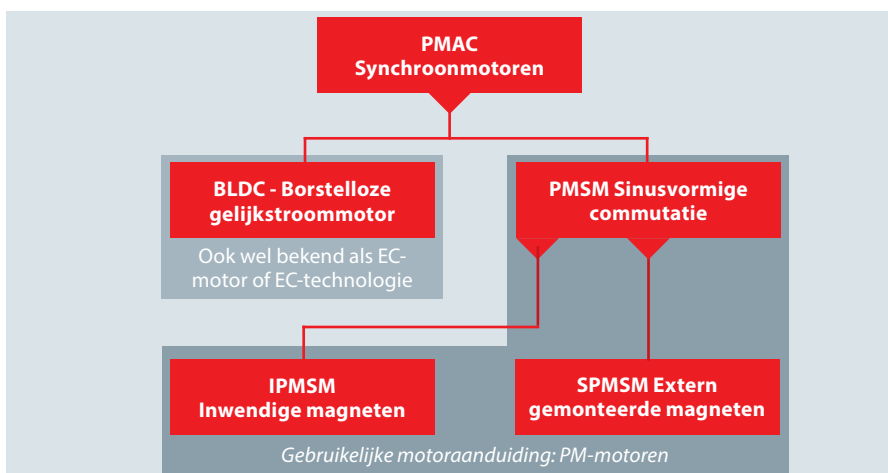 PMAC
Synchroonmotoren
BLDC - Borstelloze
gelijkstroommotor
Ook wel bekend als EC-
motor of EC-technologie
PMSM Sinusvormige
commutatie
IPMSM
Inwendige magneten
SPMSM Extern
gemonteerde magneten
Gebruikelijke motoraanduiding: PM-motoren